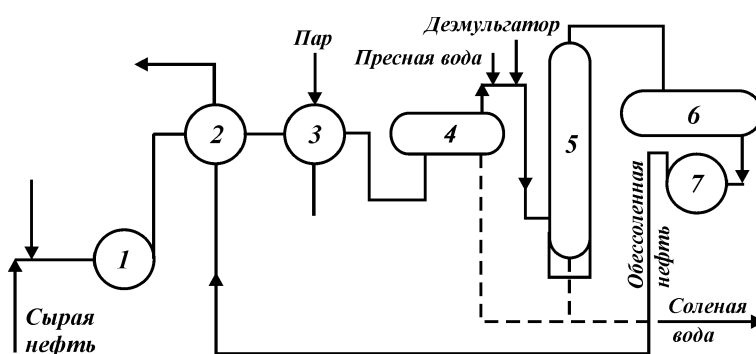 Деэмульгатор
Пар
Пресная вода
1
2
3
4
5
6
7
Обессоленная
нефть
Сырая
нефть
Соленая
вода